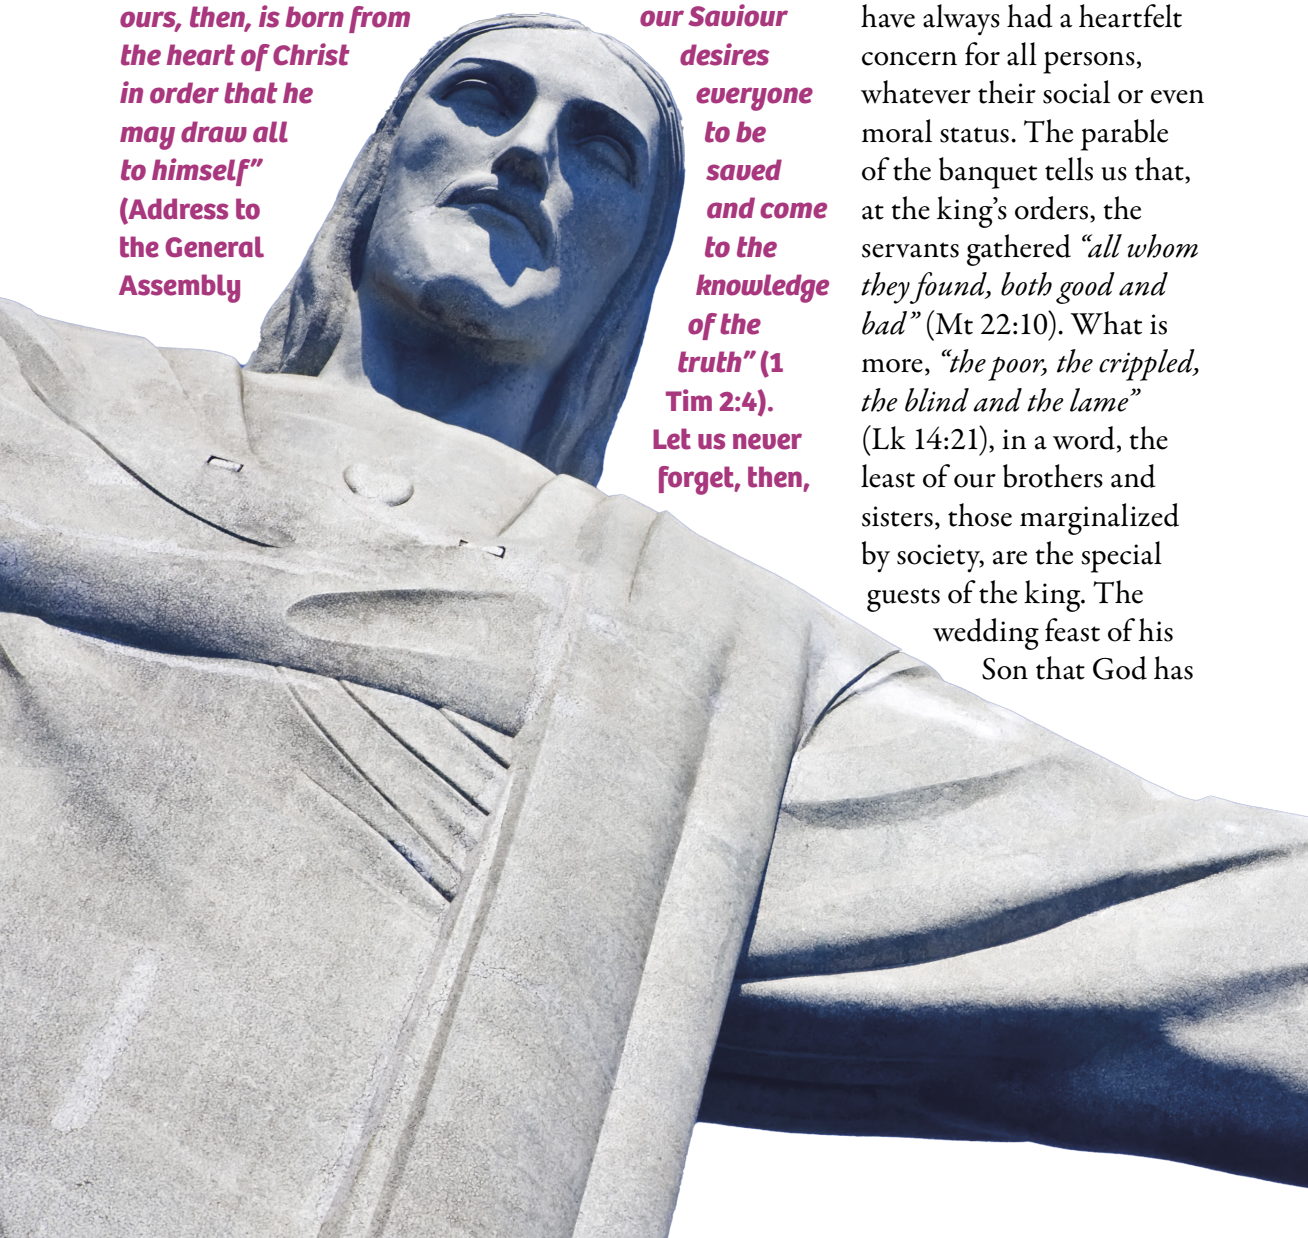 ours, then, is born from
the heart of Christ
in order that he
may draw all
to himself”
(Address to
the General
Assembly
our Saviour
desires
everyone
to be
saved
and come
to the
knowledge
of the
truth” (1
Tim 2:4).
Let us never
forget, then,
have always had a heartfelt
concern for all persons,
whatever their social or even
moral status. The parable
of the banquet tells us that,
at the king’s orders, the
servants gathered “all whom
they found, both good and
bad” (Mt 22:10). What is
more, “the poor, the crippled,
the blind and the lame”
(Lk 14:21), in a word, the
least of our brothers and
sisters, those marginalized
by society, are the special
guests of the king. The
wedding feast of his
Son that God has